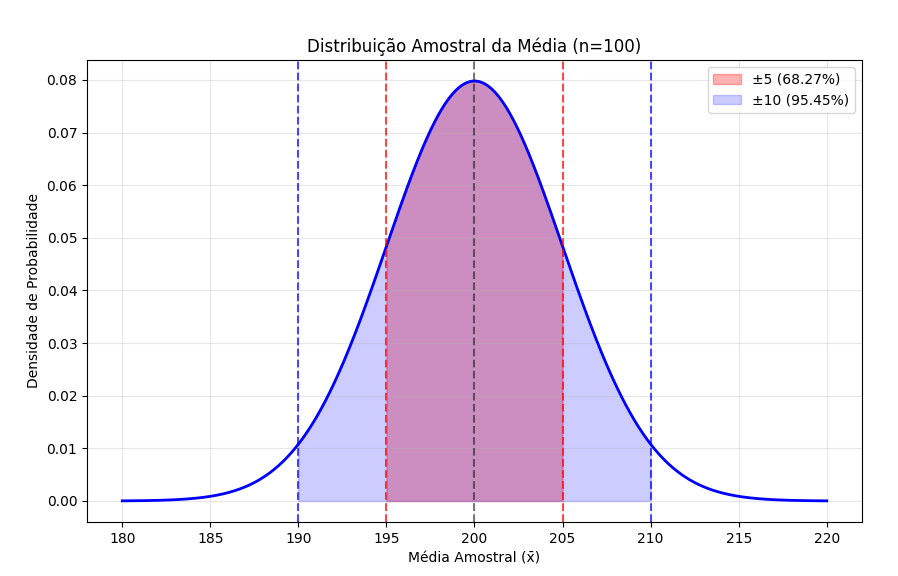 Distribuição Amostral da Média (n=100)
±5 (68.27%)
±10 (95.45%)
Densidade de Probabilidade
0.08
0.07
0.06
0.05
0.04
0.03
0.02
0.01
0.00
180 185 190 195 200 205 210 215 220
Média Amostral (x̄)